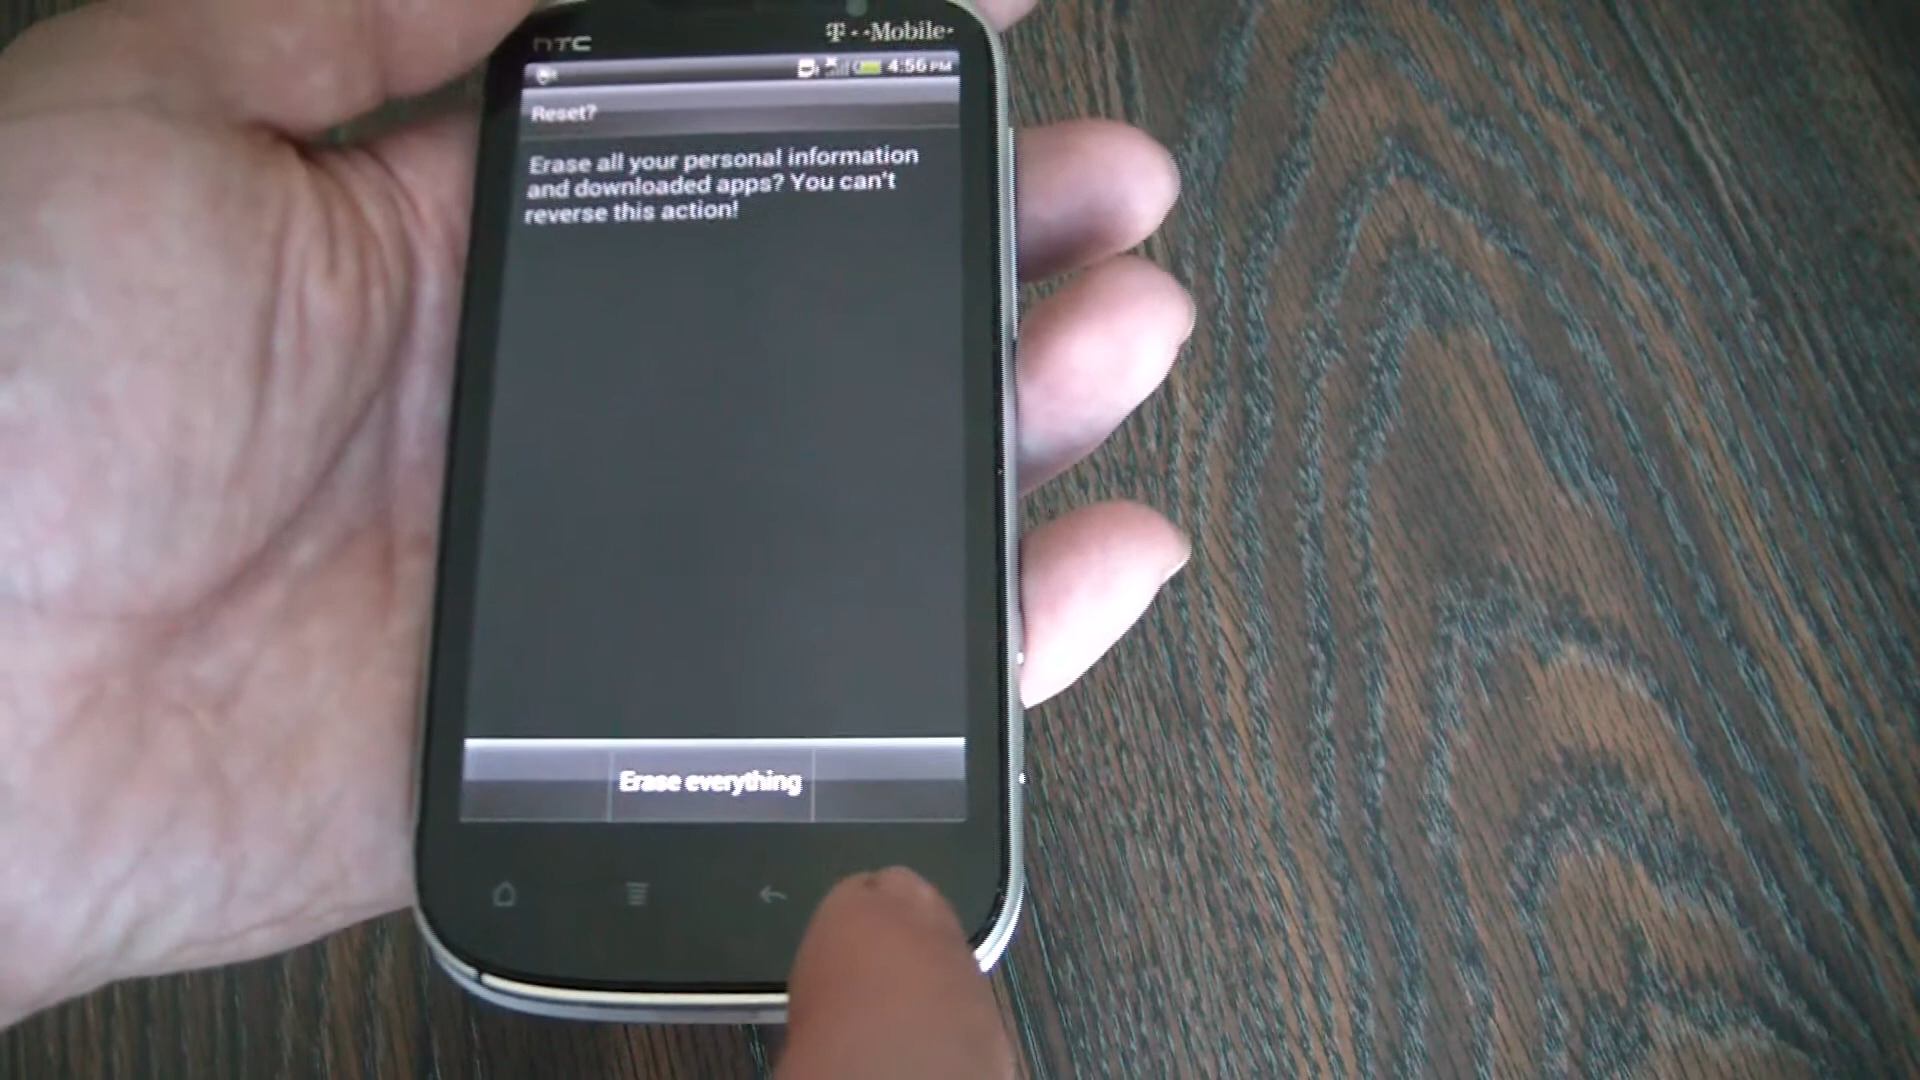 hTC
T··Mobile·
4:56 PM
Reset?
Erase all your personal information
and downloaded apps? You can't
reverse this action!
Erase everything